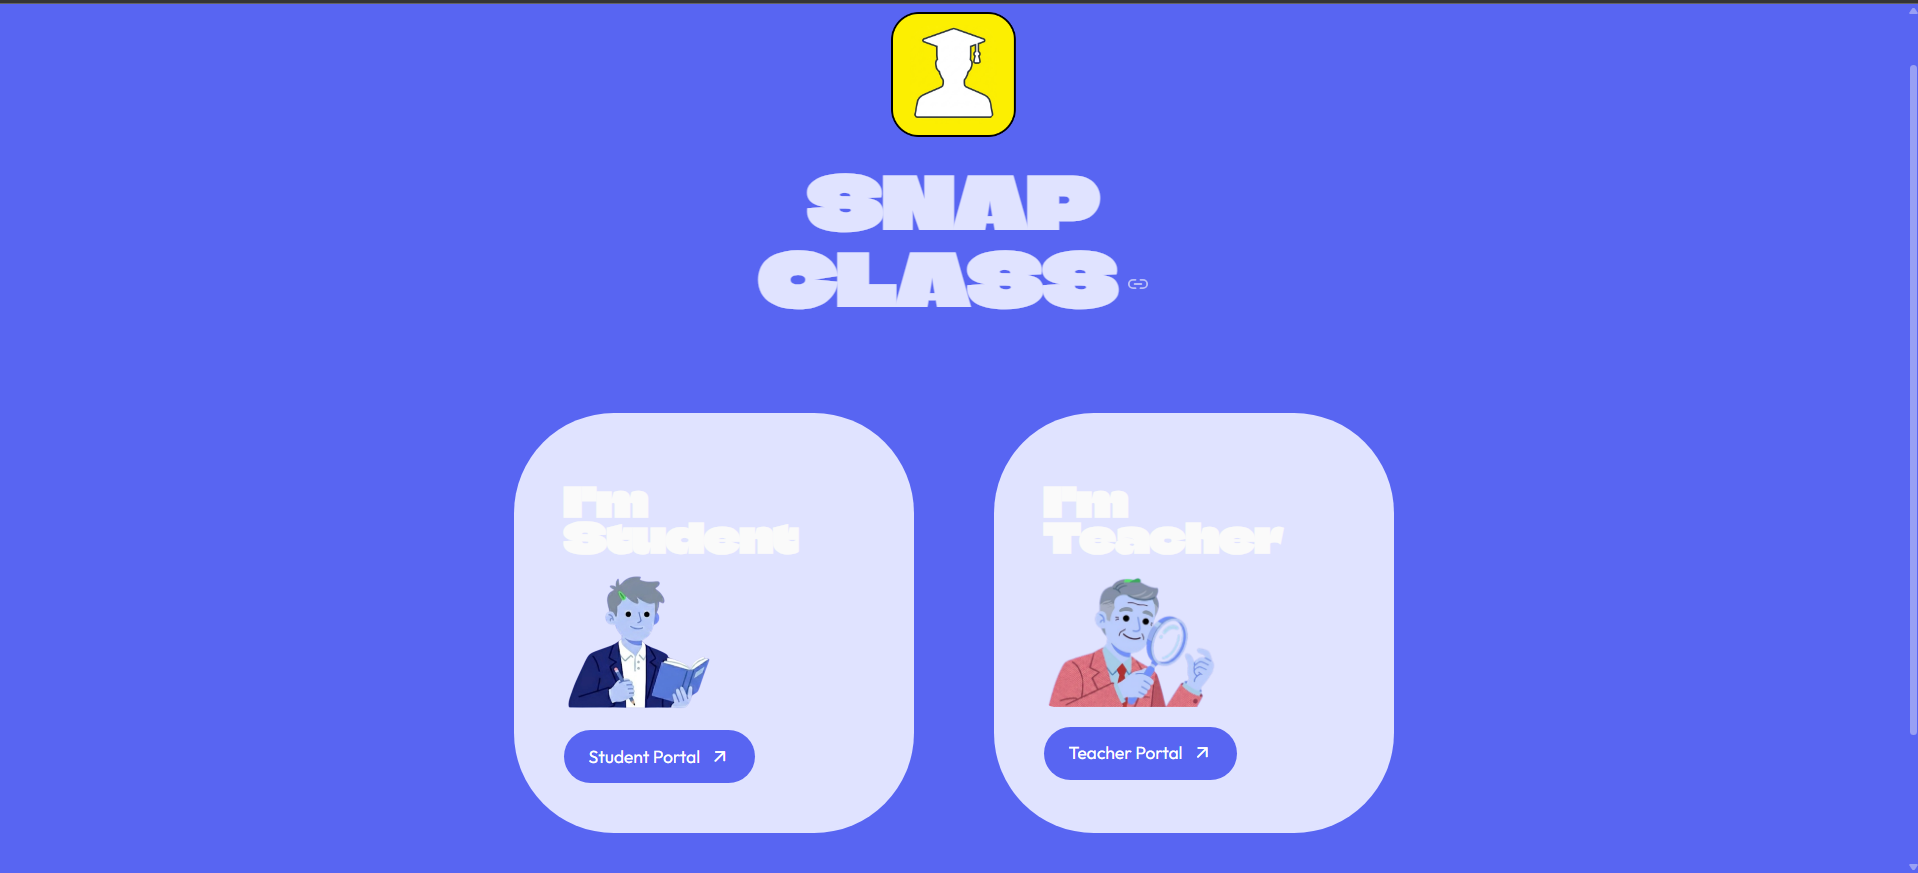 SNAP
CLASS
I'm
Student
I'm
Teacher
Student Portal
Teacher Portal